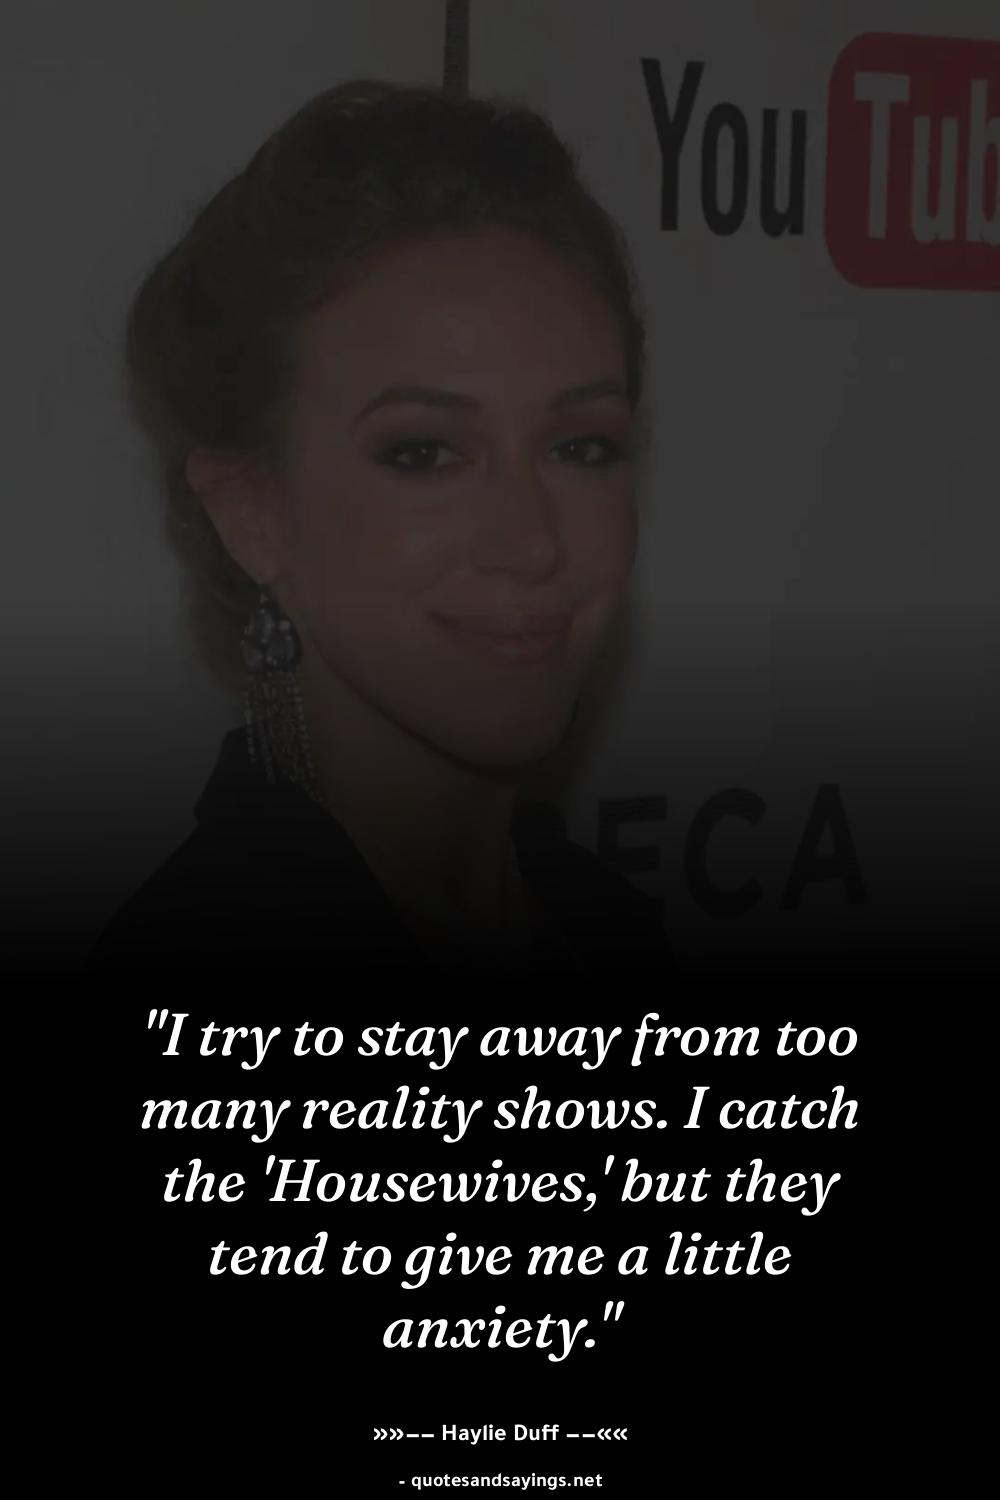 You Tub
ECA
"I try to stay away from too
many reality shows. I catch
the 'Housewives,' but they
tend to give me a little
anxiety."
»»–– Haylie Duff ––««
- quotesandsayings.net